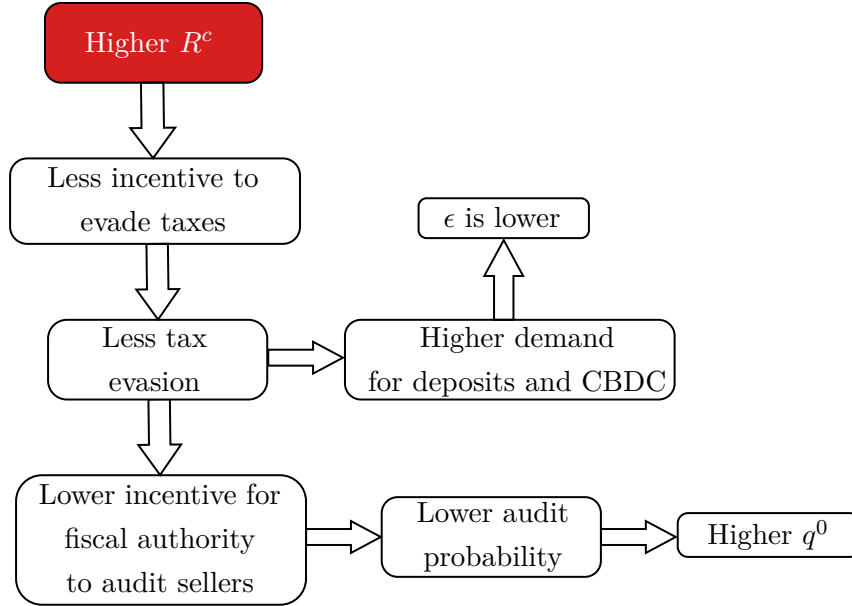 Higher $R^c$
Less incentive to
evade taxes
$\epsilon$ is lower
Less tax
evasion
Higher demand
for deposits and CBDC
Lower incentive for
fiscal authority
to audit sellers
Lower audit
probability
Higher $q^0$